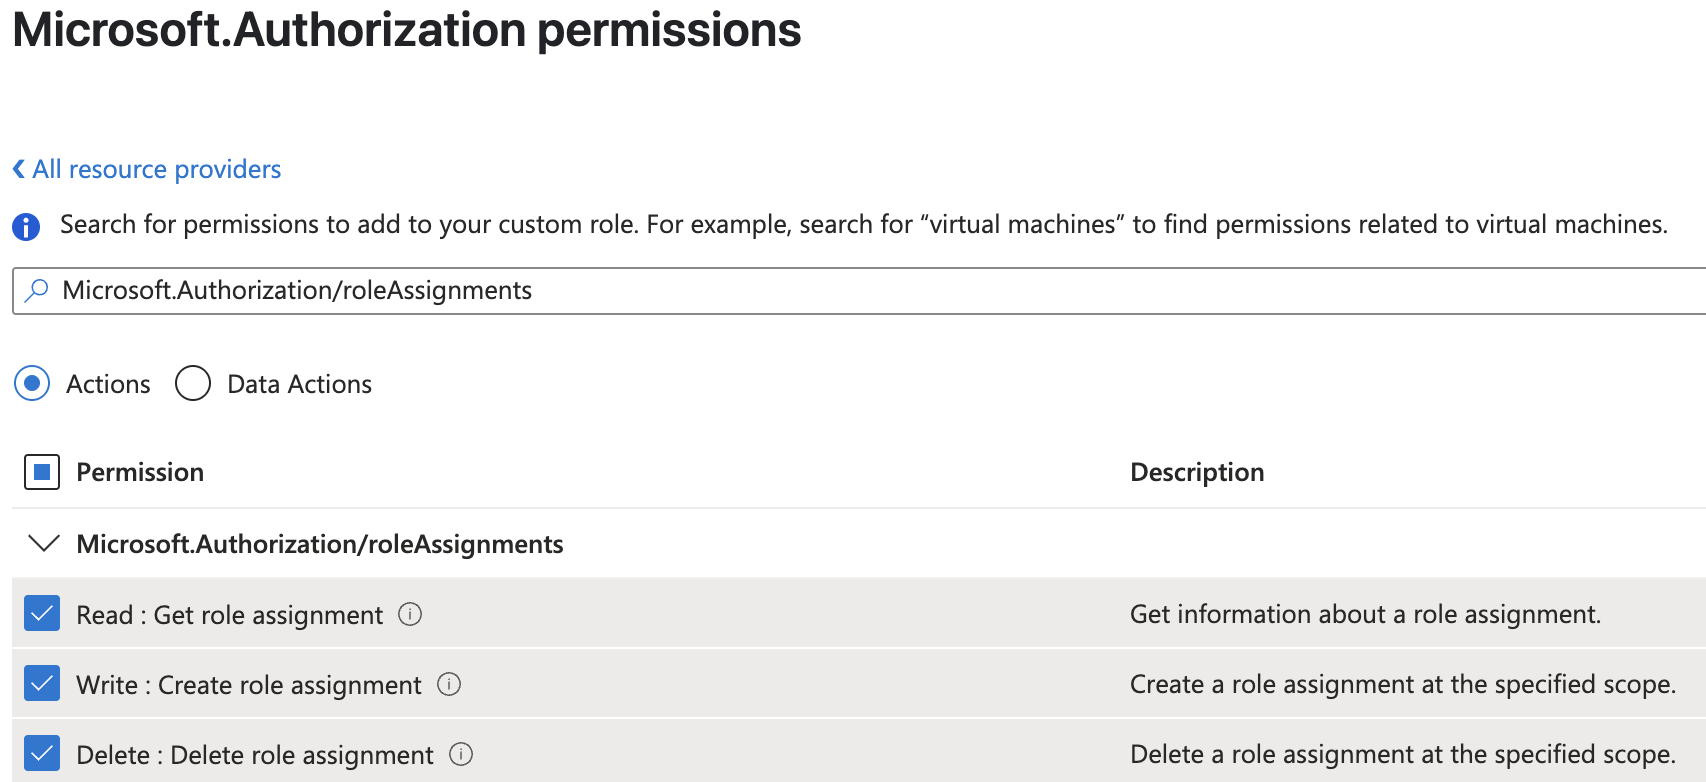 Microsoft.Authorization permissions
All resource providers
Search for permissions to add to your custom role. For example, search for “virtual machines” to find permissions related to virtual machines.
Microsoft.Authorization/roleAssignments
Actions Data Actions
Permission Description
Microsoft.Authorization/roleAssignments
Read : Get role assignment Get information about a role assignment.
Write : Create role assignment Create a role assignment at the specified scope.
Delete : Delete role assignment Delete a role assignment at the specified scope.